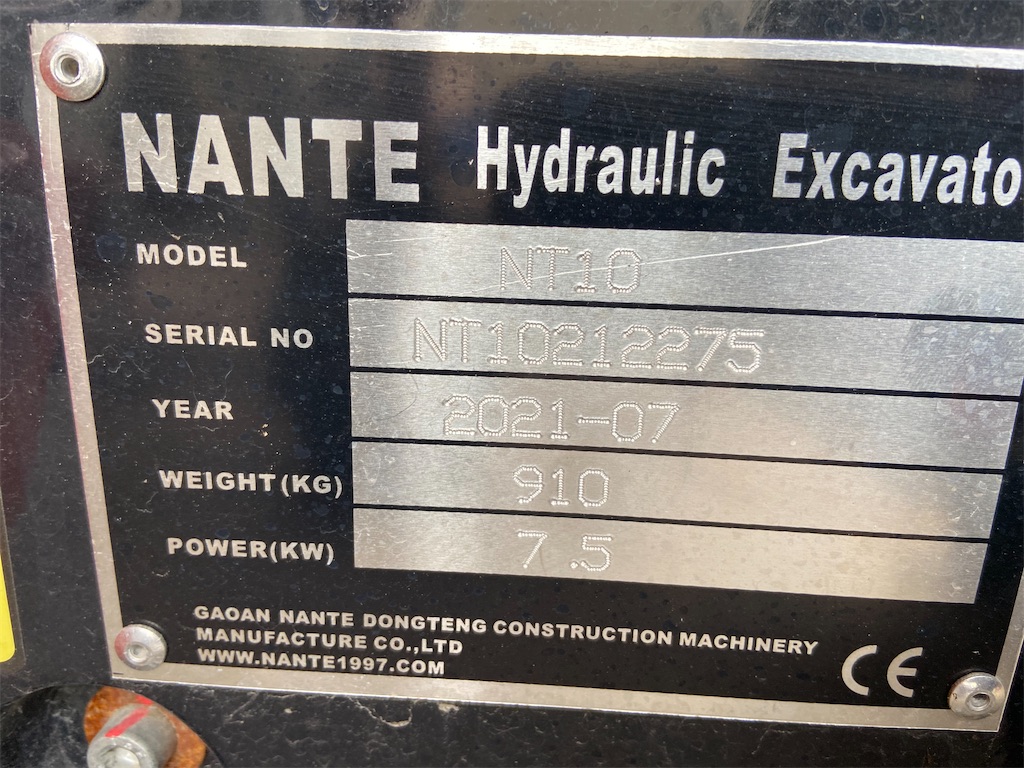 NANTE Hydraulic Excavato
MODEL NT10
SERIAL NO NT10212275
YEAR 2021-07
WEIGHT(KG) 910
POWER(KW) 7.5
GAOAN NANTE DONGTENG CONSTRUCTION MACHINERY
MANUFACTURE CO.,LTD
WWW.NANTE1997.COM
CE